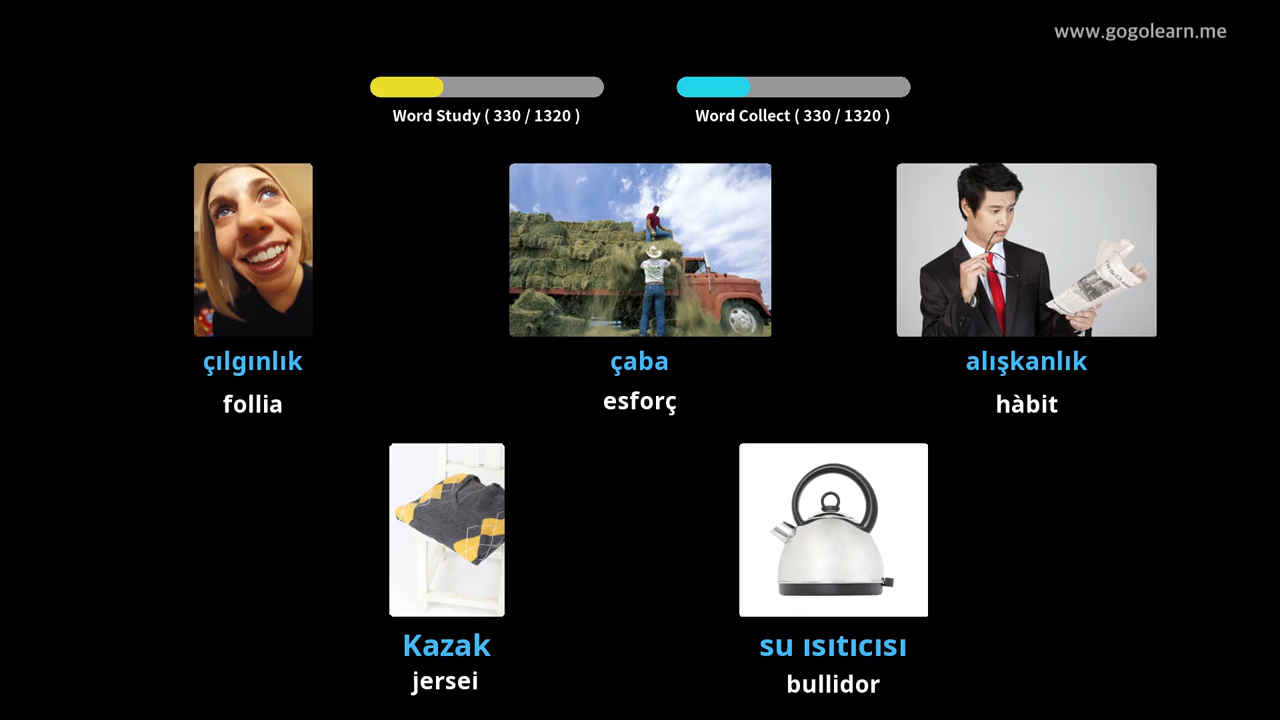 www.gogolearn.me
Word Study ( 330 / 1320 )
Word Collect ( 330 / 1320 )
çılgınlık
çaba
alışkanlık
follia
esforç
hàbit
Kazak
su ısıtıcısı
jersei
bullidor